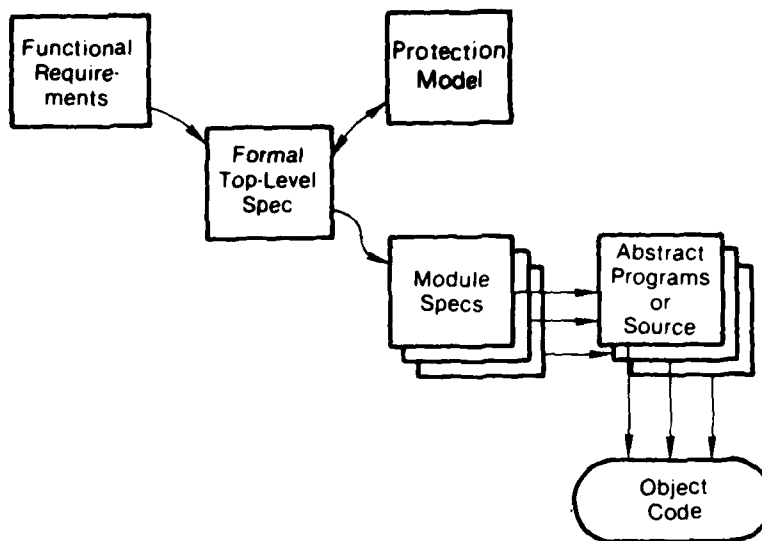 Functional
Require-
ments
Protection
Model
Formal
Top-Level
Spec
Module
Specs
Abstract
Programs
or
Source
Object
Code